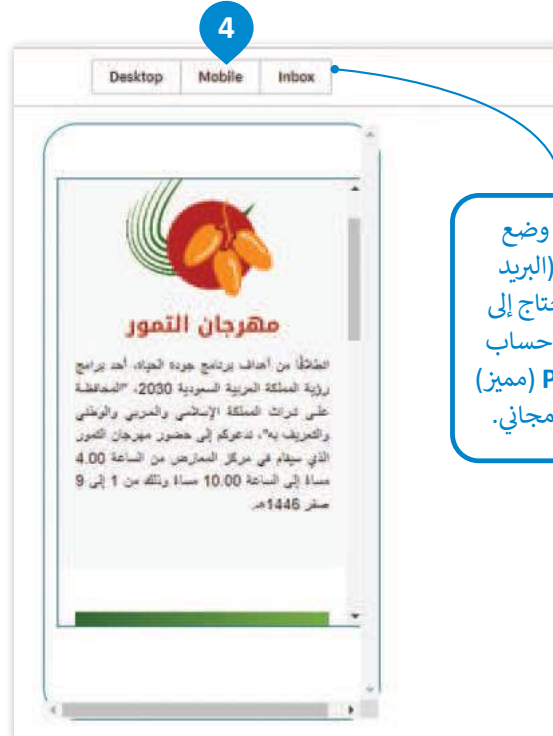 4
Desktop Mobile Inbox
مهرجان التمور
انطلاقًا من أهداف برنامج جودة الحياة، أحد برامج
رؤية المملكة العربية السعودية 2030، "المحافظة
على تراث المملكة الإسلامي والعربي والوطني
والتعريف به"، ندعوكم إلى حضور مهرجان التمور
الذي سيقام في مركز المعارض من الساعة 4.00
مساءً إلى الساعة 10.00 مساءً وذلك من 1 إلى 9
صفر 1446هـ.
وضع
(البريد
إلى
حساب
P (مميز)
مجاني.